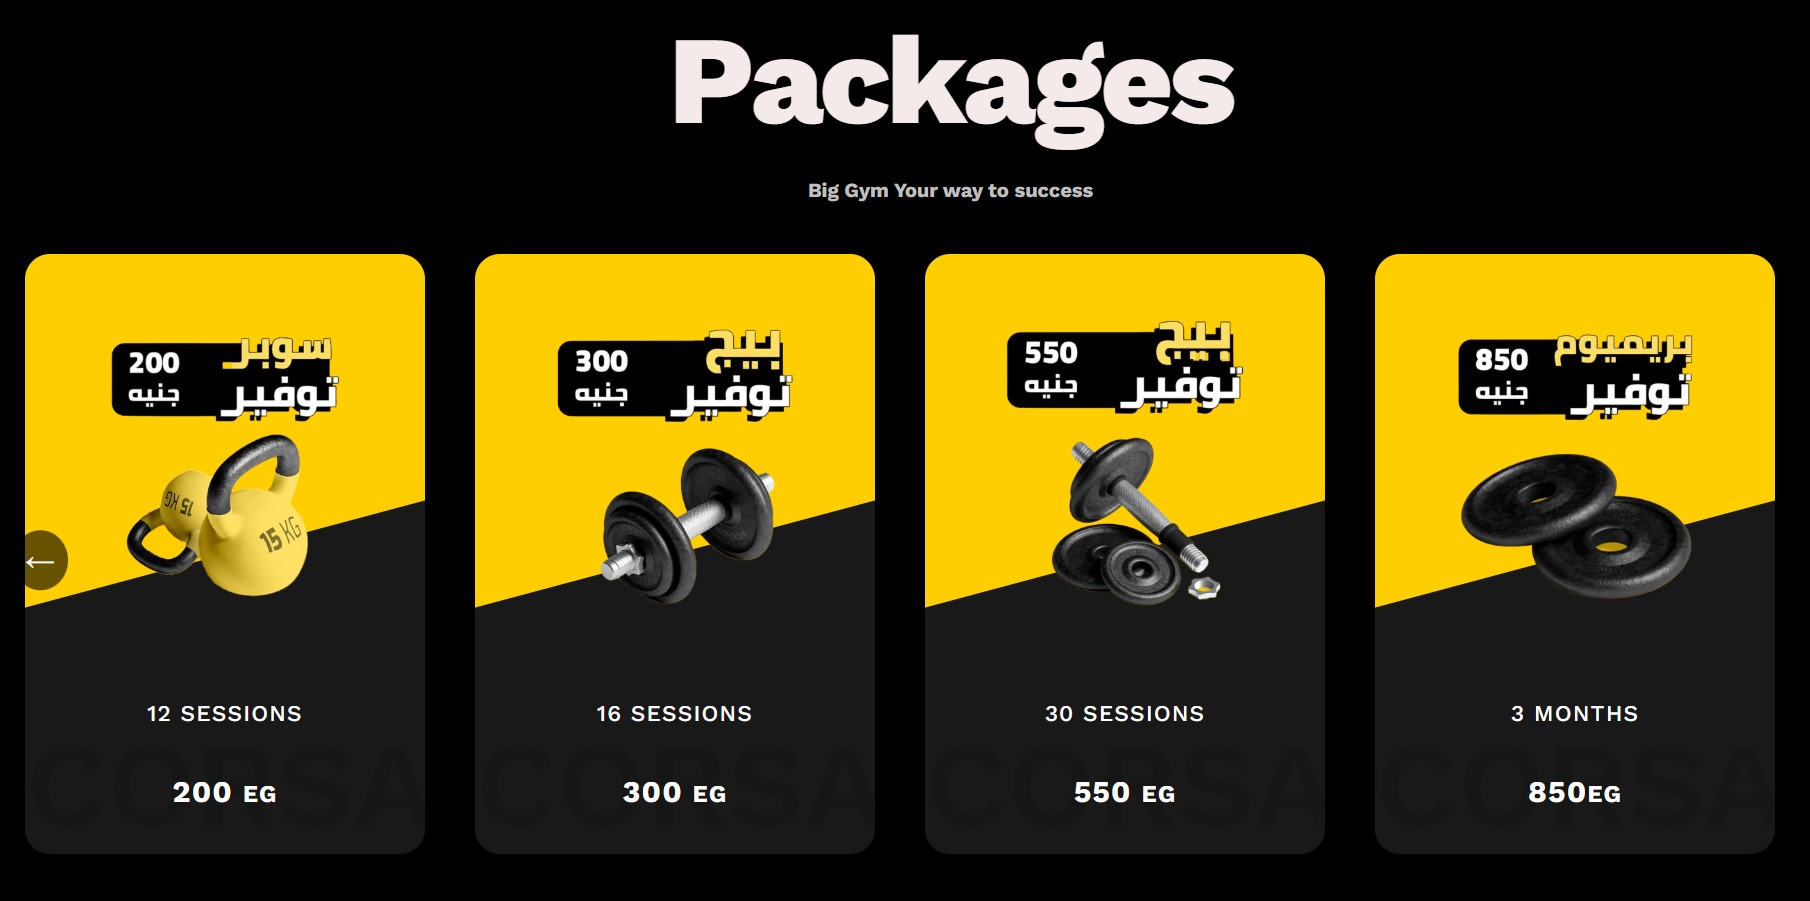 Packages
Big Gym Your way to success
سوبر
توفير
200
جنيه
15 KG
15 KG
12 SESSIONS
CORSA
200 EG
بيج
توفير
300
جنيه
16 SESSIONS
CORSA
300 EG
بيج
توفير
550
جنيه
30 SESSIONS
CORSA
550 EG
بريميوم
توفير
850
جنيه
3 MONTHS
CORSA
850EG